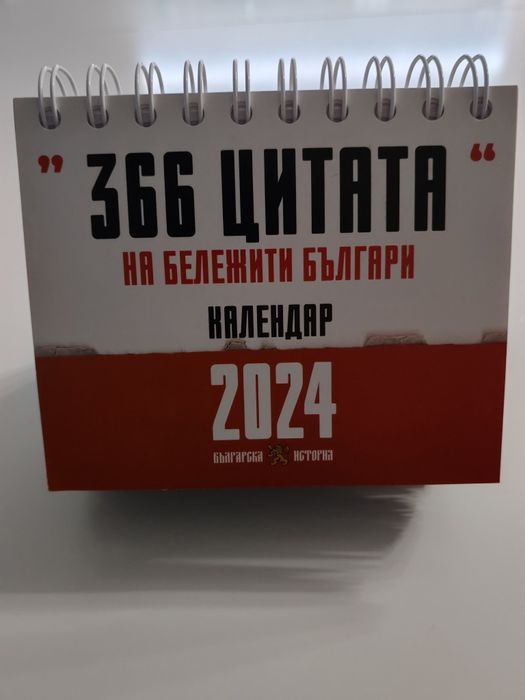 „ 366 ЦИТАТА “
НА БЕЛЕЖИТИ БЪЛГАРИ
КАЛЕНДАР
2024
БЪЛГАРСКА ИСТОРИЯ